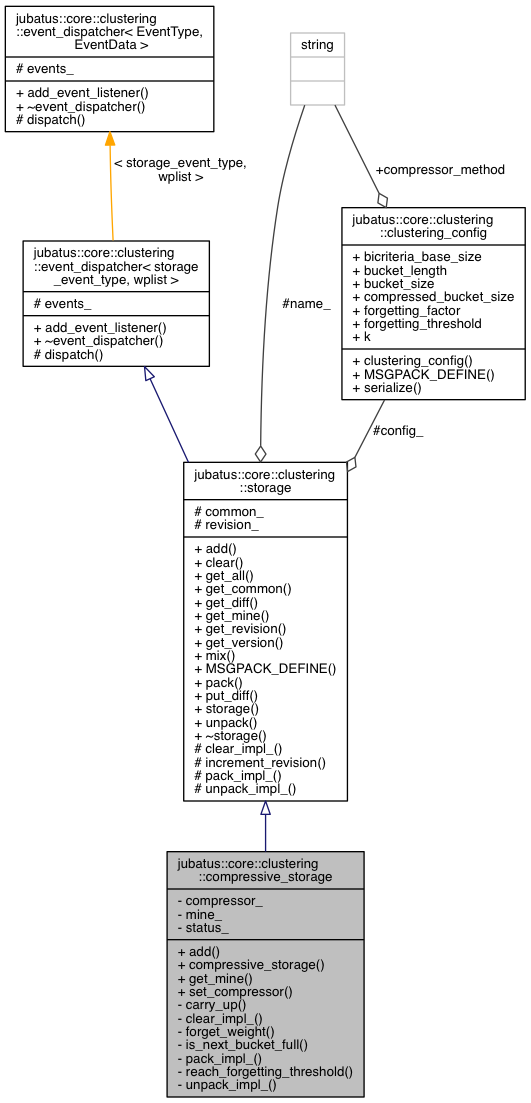 jubatus::core::clustering
::event_dispatcher< EventType,
EventData >
# events_
+ add_event_listener()
+ ~event_dispatcher()
# dispatch()
string
< storage_event_type,
wplist >
+compressor_method
jubatus::core::clustering
::clustering_config
+ bicriteria_base_size
+ bucket_length
+ bucket_size
+ compressed_bucket_size
+ forgetting_factor
+ forgetting_threshold
+ k
+ clustering_config()
+ MSGPACK_DEFINE()
+ serialize()
jubatus::core::clustering
::event_dispatcher< storage
_event_type, wplist >
# events_
+ add_event_listener()
+ ~event_dispatcher()
# dispatch()
#name_
#config_
jubatus::core::clustering
::storage
# common_
# revision_
+ add()
+ clear()
+ get_all()
+ get_common()
+ get_diff()
+ get_mine()
+ get_revision()
+ get_version()
+ mix()
+ MSGPACK_DEFINE()
+ pack()
+ put_diff()
+ storage()
+ unpack()
+ ~storage()
# clear_impl_()
# increment_revision()
# pack_impl_()
# unpack_impl_()
jubatus::core::clustering
::compressive_storage
- compressor_
- mine_
- status_
+ add()
+ compressive_storage()
+ get_mine()
+ set_compressor()
- carry_up()
- clear_impl_()
- forget_weight()
- is_next_bucket_full()
- pack_impl_()
- reach_forgetting_threshold()
- unpack_impl_()